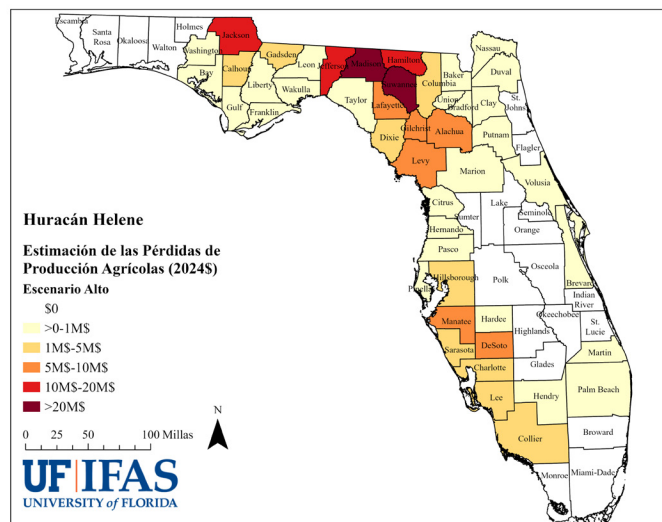 Escambia
Santa
Rosa
Okaloosa
Walton
Holmes
Washington
Jackson
Bay
Calhoun
Gulf
Gadsden
Liberty
Franklin
Leon
Wakulla
Jefferson
Madison
Taylor
Hamilton
Suwannee
Lafayette
Dixie
Columbia
Gilchrist
Levy
Baker
Union
Bradford
Alachua
Nassau
Duval
Clay
St.
Johns
Putnam
Flagler
Marion
Volusia
Citrus
Sumter
Lake
Seminole
Orange
Hernando
Pasco
Pinellas
Hillsborough
Polk
Osceola
Brevard
Indian
River
Manatee
Hardee
Okeechobee
Highlands
St.
Lucie
Sarasota
DeSoto
Martin
Charlotte
Glades
Lee
Hendry
Palm Beach
Collier
Broward
Monroe
Miami-Dade
Huracán Helene
Estimación de las Pérdidas de
Producción Agrícolas (2024$)
Escenario Alto
$0
>0-1M$
1M$-5M$
5M$-10M$
10M$-20M$
>20M$
N
0 25 50 100 Millas
UF|IFAS
UNIVERSITY of FLORIDA